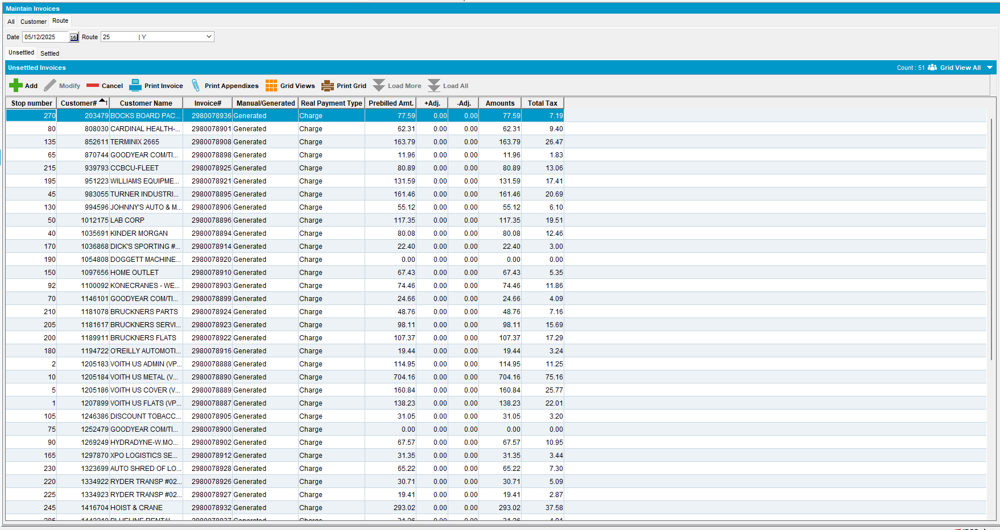 Maintain Invoices
All Customer Route
Date 05/12/2025 16 Route 25 | Y
Unsettled Settled
Unsettled Invoices Count : 51 Grid View All
Add Modify Cancel Print Invoice Print Appendixes Grid Views Print Grid Load More Load All
Stop number Customer# 1 Customer Name Invoice# Manual/Generated Real Payment Type Prebilled Amt. +Adj. -Adj. Amounts Total Tax
270 203479 BOCKS BOARD PAC... 2980078936 Generated Charge 77.59 0.00 0.00 77.59 7.19
80 808030 CARDINAL HEALTH-... 2980078901 Generated Charge 62.31 0.00 0.00 62.31 9.40
135 852611 TERMINIX 2665 2980078908 Generated Charge 163.79 0.00 0.00 163.79 26.47
65 870744 GOODYEAR COM/TI... 2980078898 Generated Charge 11.96 0.00 0.00 11.96 1.83
215 939793 CCBCU-FLEET 2980078925 Generated Charge 80.89 0.00 0.00 80.89 13.06
195 951223 WILLIAMS EQUIPME... 2980078921 Generated Charge 131.59 0.00 0.00 131.59 17.41
45 983055 TURNER INDUSTRI... 2980078895 Generated Charge 161.46 0.00 0.00 161.46 20.69
130 994596 JOHNNY'S AUTO & M... 2980078906 Generated Charge 55.12 0.00 0.00 55.12 6.10
50 1012175 LAB CORP 2980078896 Generated Charge 117.35 0.00 0.00 117.35 19.51
40 1035691 KINDER MORGAN 2980078894 Generated Charge 80.08 0.00 0.00 80.08 12.46
170 1036868 DICK'S SPORTING #... 2980078914 Generated Charge 22.40 0.00 0.00 22.40 3.00
190 1054808 DOGGETT MACHINE... 2980078920 Generated Charge 0.00 0.00 0.00 0.00 0.00
150 1097656 HOME OUTLET 2980078910 Generated Charge 67.43 0.00 0.00 67.43 5.35
92 1100092 KONECRANES - WE... 2980078903 Generated Charge 74.46 0.00 0.00 74.46 11.86
70 1146101 GOODYEAR COM/TI... 2980078899 Generated Charge 24.66 0.00 0.00 24.66 4.09
210 1181078 BRUCKNERS PARTS 2980078924 Generated Charge 48.76 0.00 0.00 48.76 7.16
205 1181617 BRUCKNERS SERVI... 2980078923 Generated Charge 98.11 0.00 0.00 98.11 15.69
200 1189911 BRUCKNERS FLATS 2980078922 Generated Charge 107.37 0.00 0.00 107.37 17.29
180 1194722 O'REILLY AUTOMOTI... 2980078916 Generated Charge 19.44 0.00 0.00 19.44 3.24
2 1205183 VOITH US ADMIN (VP... 2980078888 Generated Charge 114.95 0.00 0.00 114.95 11.25
10 1205184 VOITH US METAL (V... 2980078890 Generated Charge 704.16 0.00 0.00 704.16 75.16
5 1205186 VOITH US COVER (V... 2980078889 Generated Charge 160.84 0.00 0.00 160.84 25.77
1 1207899 VOITH US FLATS (VP... 2980078887 Generated Charge 138.23 0.00 0.00 138.23 22.01
105 1246386 DISCOUNT TOBACC... 2980078905 Generated Charge 31.05 0.00 0.00 31.05 3.20
75 1252479 GOODYEAR COM/TI... 2980078900 Generated Charge 0.00 0.00 0.00 0.00 0.00
90 1269249 HYDRADYNE-W.MO... 2980078902 Generated Charge 67.57 0.00 0.00 67.57 10.95
165 1297870 XPO LOGISTICS SE... 2980078912 Generated Charge 31.35 0.00 0.00 31.35 3.44
230 1323699 AUTO SHRED OF LO... 2980078928 Generated Charge 65.22 0.00 0.00 65.22 7.30
220 1334922 RYDER TRANSP #02... 2980078926 Generated Charge 30.71 0.00 0.00 30.71 5.09
225 1334923 RYDER TRANSP #02... 2980078927 Generated Charge 19.41 0.00 0.00 19.41 2.87
245 1416704 HOIST & CRANE 2980078932 Generated Charge 293.02 0.00 0.00 293.02 37.58
BLUELINE RENTAL Generated Charge 0.00 0.00